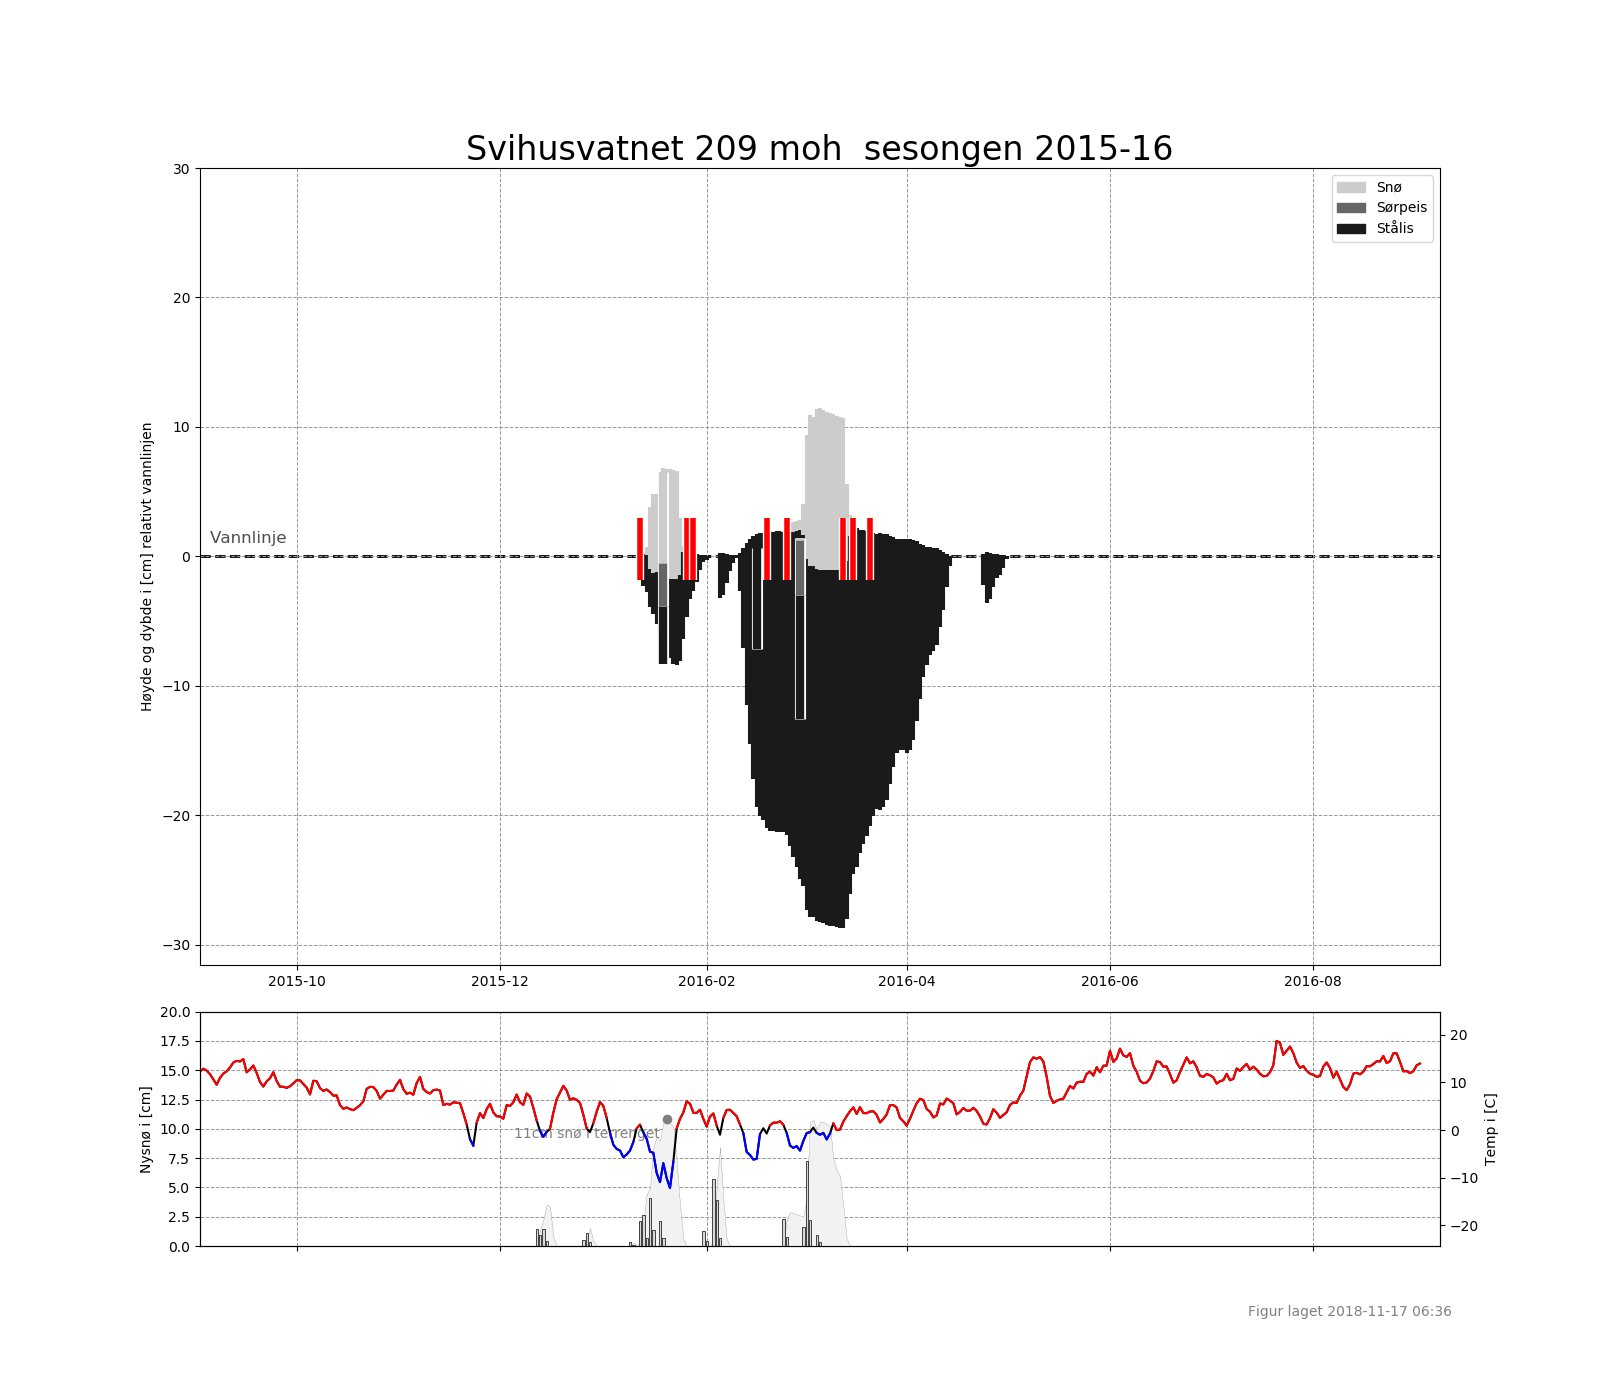 Svihusvatnet 209 moh  sesongen 2015-16
30
20
10
0
−10
−20
−30
Høyde og dybde i [cm] relativt vannlinjen
Snø
Sørpeis
Stålis
Vannlinje
2015-10
2015-12
2016-02
2016-04
2016-06
2016-08
20.0
17.5
15.0
12.5
10.0
7.5
5.0
2.5
0.0
Nysnø i [cm]
11cm snø i terrenget
20
10
0
−10
−20
Temp i [C]
Figur laget 2018-11-17 06:36